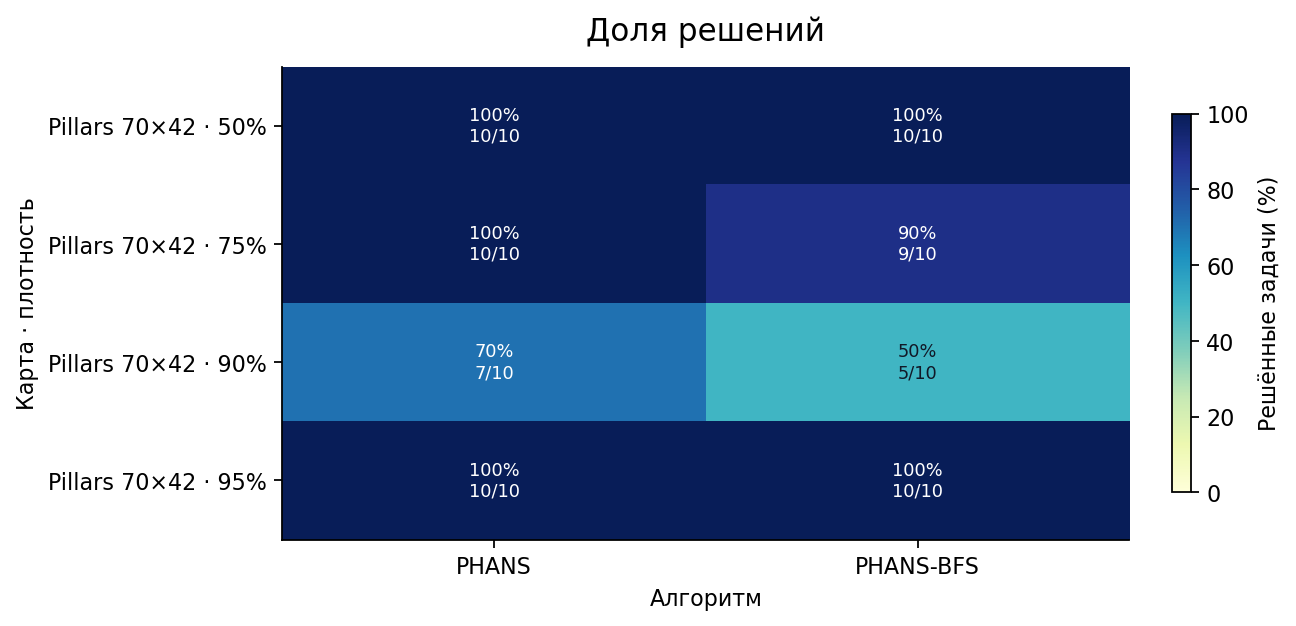 Доля решений
Pillars 70×42 · 50%
100%
10/10
100%
10/10
Pillars 70×42 · 75%
100%
10/10
90%
9/10
Pillars 70×42 · 90%
70%
7/10
50%
5/10
Pillars 70×42 · 95%
100%
10/10
100%
10/10
Карта · плотность
PHANS
PHANS-BFS
Алгоритм
100
80
60
40
20
0
Решённые задачи (%)